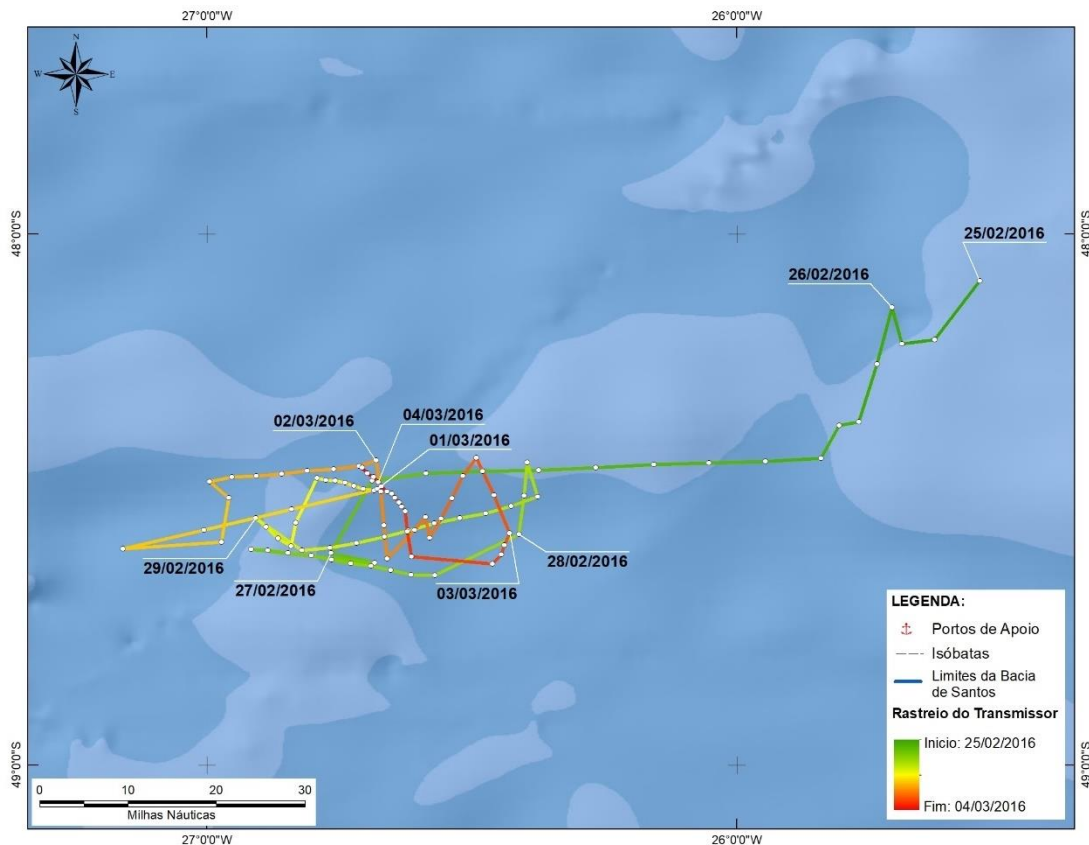 27°0'0"W
26°0'0"W
N
W
E
S
48°0'0"S
48°0'0"S
25/02/2016
26/02/2016
02/03/2016
04/03/2016
01/03/2016
29/02/2016
27/02/2016
03/03/2016
28/02/2016
LEGENDA:
Portos de Apoio
Isóbatas
Limites da Bacia
de Santos
Rastreio do Transmissor
Inicio: 25/02/2016
Fim: 04/03/2016
49°0'0"S
49°0'0"S
0
10
20
30
Milhas Náuticas
27°0'0"W
26°0'0"W